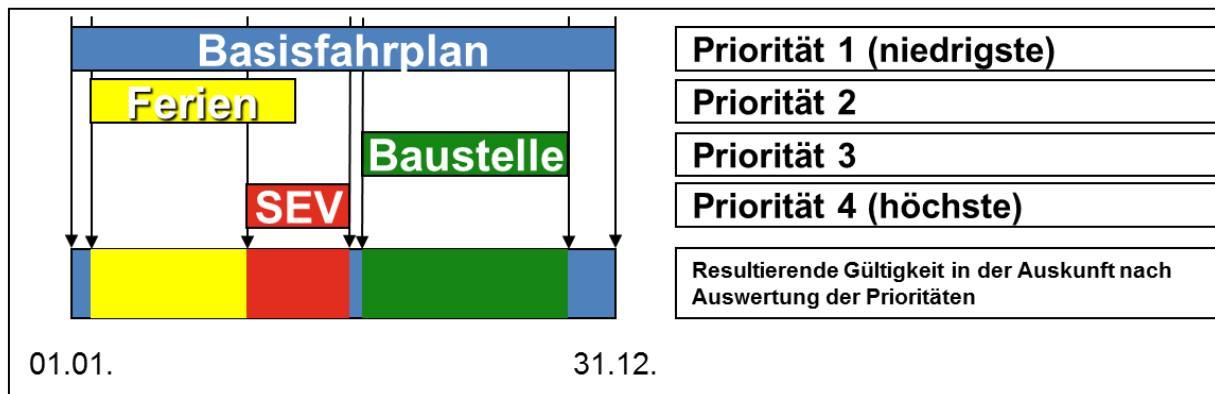 Basisfahrplan
Priorität 1 (niedrigste)
Ferien
Priorität 2
Baustelle
Priorität 3
SEV
Priorität 4 (höchste)
Resultierende Gültigkeit in der Auskunft nach
Auswertung der Prioritäten
01.01.
31.12.